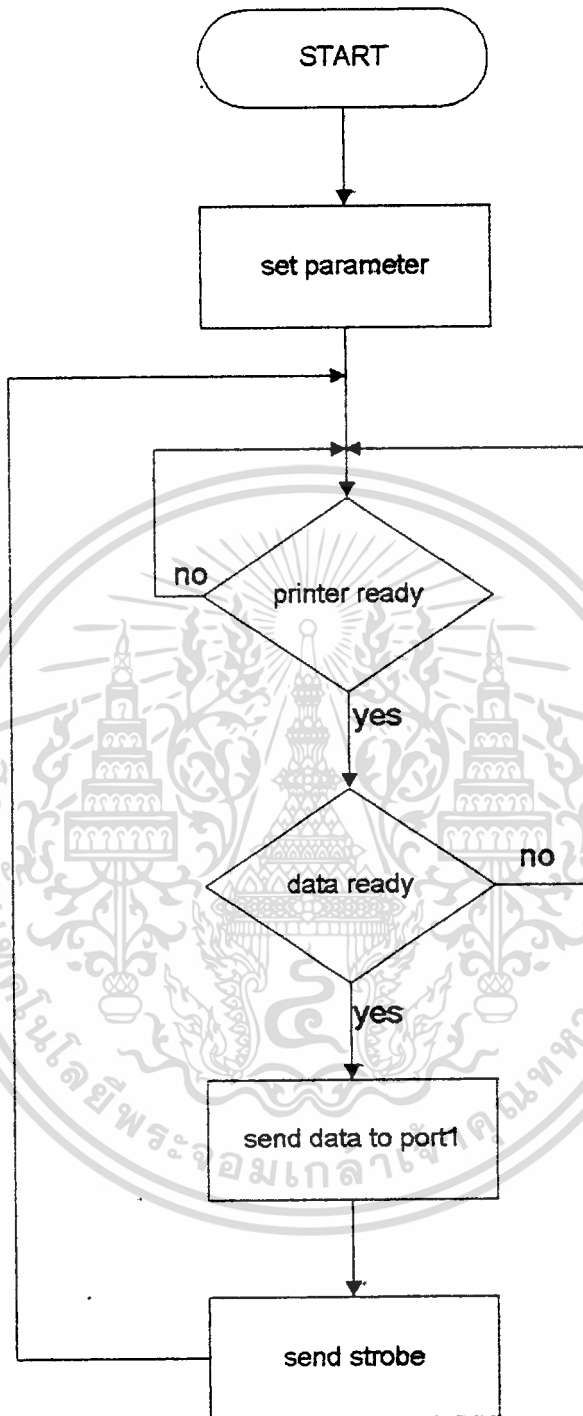 START
set parameter
no
printer ready
yes
data ready
no
yes
send data to port1
send strobe